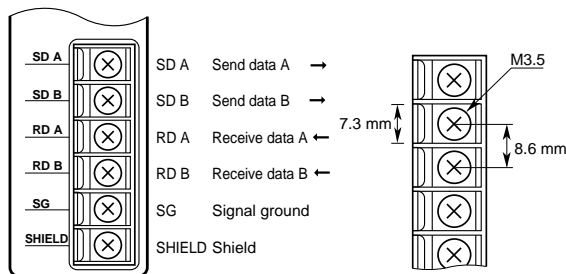 SD A
SD B
RD A
RD B
SG
SHIELD
SD A Send data A →
SD B Send data B →
RD A Receive data A ←
RD B Receive data B ←
SG Signal ground
SHIELD Shield
M3.5
7.3 mm
8.6 mm